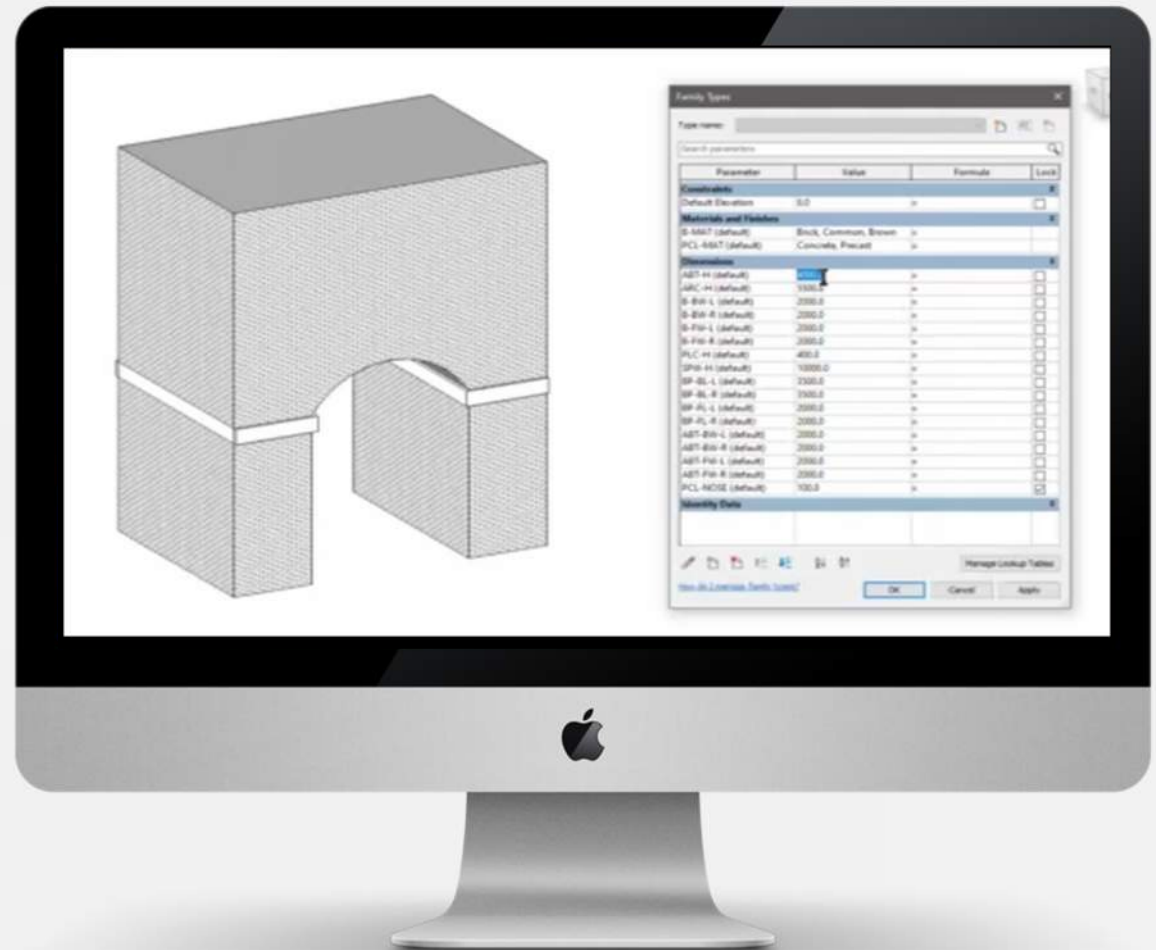 Family Types
Type name:
Search parameters
Parameter Value Formula Lock
Constraints
Default Elevation 0.0 =
Materials and Finishes
B-MAT (default) Brick, Common, Brown =
PCL-MAT (default) Concrete, Precast =
Dimensions
ABT-H (default) =
ARC-H (default) =
B-BW-L (default) 2000.0 =
B-BW-R (default) 2000.0 =
B-FW-L (default) 2000.0 =
B-FW-R (default) 2000.0 =
PLC-H (default) 400.0 =
SPW-H (default) 10000.0 =
BP-BL-L (default) 3500.0 =
BP-BL-R (default) 3500.0 =
BP-FL-L (default) 2000.0 =
BP-FL-R (default) 2000.0 =
ABT-BW-L (default) 2000.0 =
ABT-BW-R (default) 2000.0 =
ABT-FW-L (default) 2000.0 =
ABT-FW-R (default) 2000.0 =
PCL-NOSE (default) 100.0 =
Identity Data
Manage Lookup Tables
How do I manage family types?
OK Cancel Apply